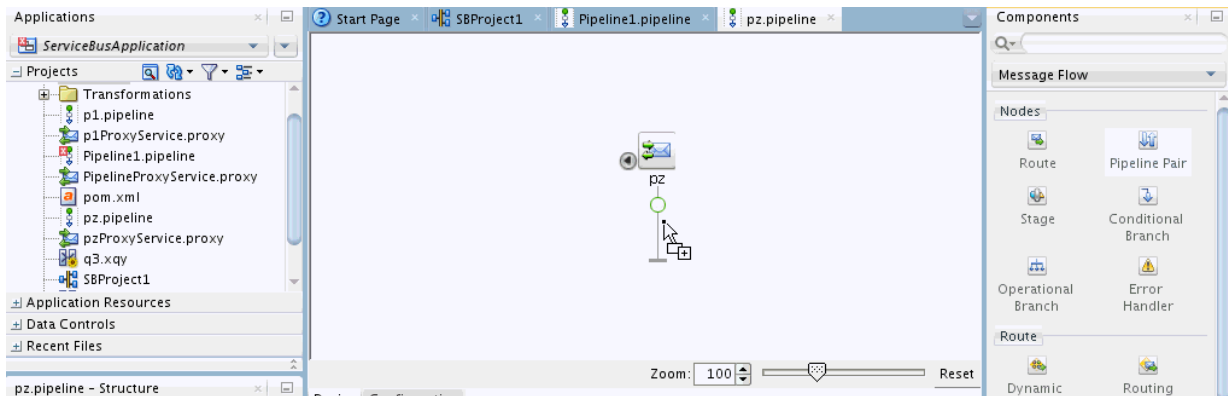 Applications
ServiceBusApplication
Projects
Transformations
p1.pipeline
p1ProxyService.proxy
Pipeline1.pipeline
PipelineProxyService.proxy
pom.xml
pz.pipeline
pzProxyService.proxy
q3.xqy
SBProject1
Application Resources
Data Controls
Recent Files
pz.pipeline - Structure
Start Page
SBProject1
Pipeline1.pipeline
pz.pipeline
pz
Zoom: 100 Reset
Components
Message Flow
Nodes
Route Pipeline Pair
Stage Conditional
Branch
Operational Error
Branch Handler
Route
Dynamic Routing